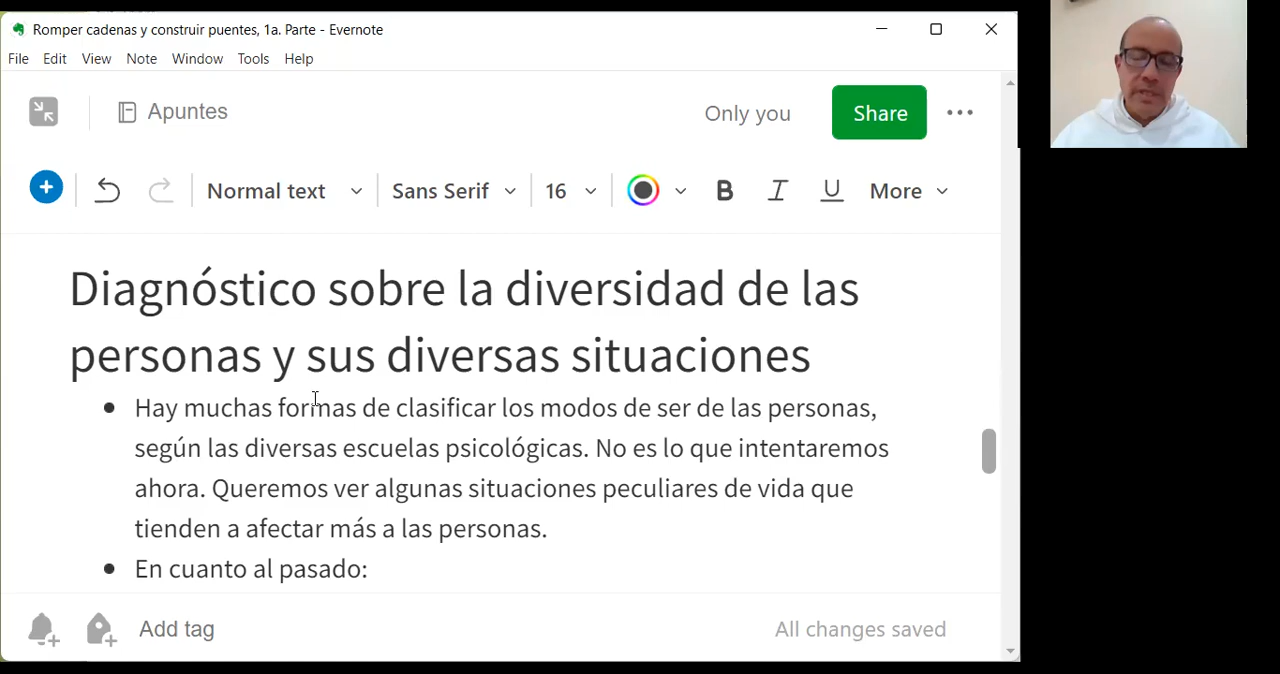 Romper cadenas y construir puentes, 1a. Parte - Evernote
File Edit View Note Window Tools Help
Apuntes Only you Share
Normal text Sans Serif 16 B I U More
Diagnóstico sobre la diversidad de las
personas y sus diversas situaciones
Hay muchas formas de clasificar los modos de ser de las personas,
según las diversas escuelas psicológicas. No es lo que intentaremos
ahora. Queremos ver algunas situaciones peculiares de vida que
tienden a afectar más a las personas.
En cuanto al pasado:
Add tag All changes saved